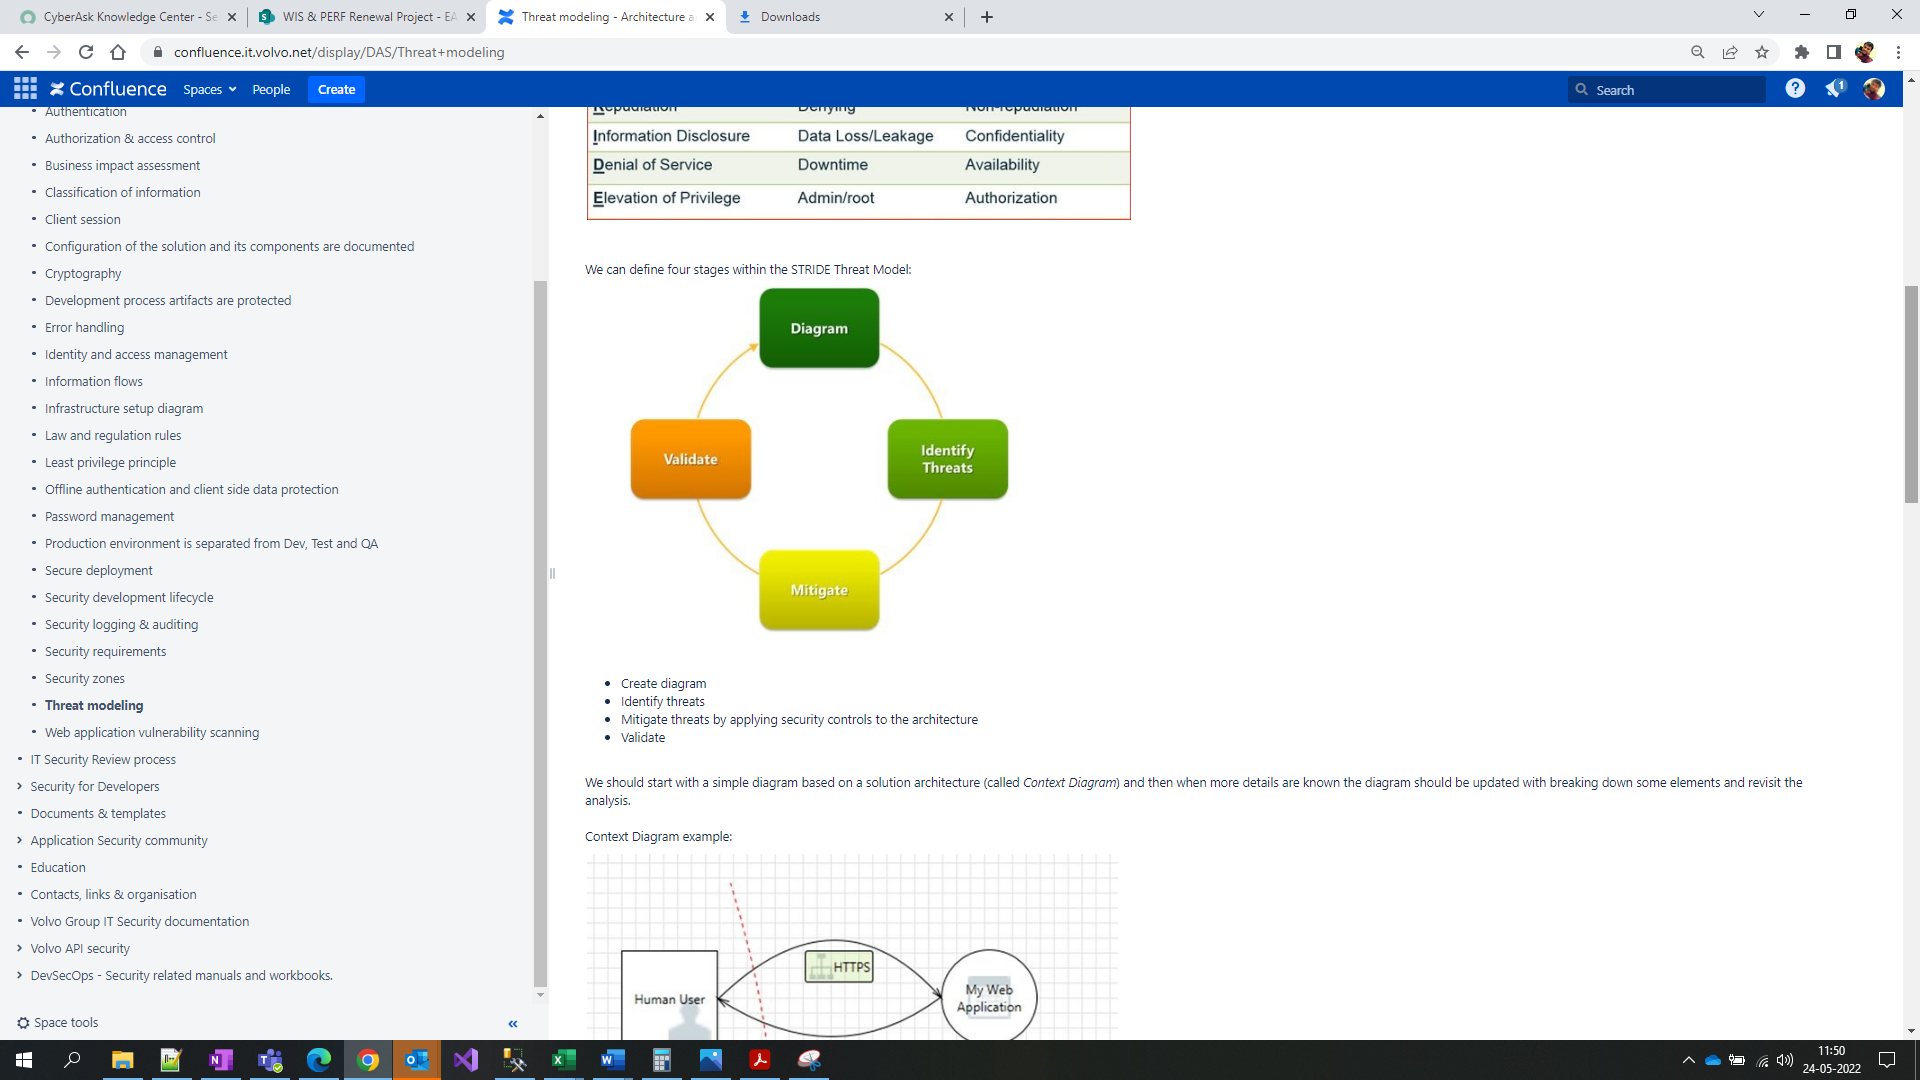 CyberAsk Knowledge Center - Se
WIS & PERF Renewal Project - EA
Threat modeling - Architecture a
Downloads
confluence.it.volvo.net/display/DAS/Threat+modeling
Confluence
Spaces
People
Create
Search
1
Authentication
Authorization & access control
Business impact assessment
Classification of information
Client session
Configuration of the solution and its components are documented
Cryptography
Development process artifacts are protected
Error handling
Identity and access management
Information flows
Infrastructure setup diagram
Law and regulation rules
Least privilege principle
Offline authentication and client side data protection
Password management
Production environment is separated from Dev, Test and QA
Secure deployment
Security development lifecycle
Security logging & auditing
Security requirements
Security zones
Threat modeling
Web application vulnerability scanning
IT Security Review process
Security for Developers
Documents & templates
Application Security community
Education
Contacts, links & organisation
Volvo Group IT Security documentation
Volvo API security
DevSecOps - Security related manuals and workbooks.
Space tools
Repudiation Denying Non-repudiation
Information Disclosure Data Loss/Leakage Confidentiality
Denial of Service Downtime Availability
Elevation of Privilege Admin/root Authorization
We can define four stages within the STRIDE Threat Model:
Diagram
Validate
Identify
Threats
Mitigate
Create diagram
Identify threats
Mitigate threats by applying security controls to the architecture
Validate
We should start with a simple diagram based on a solution architecture (called Context Diagram) and then when more details are known the diagram should be updated with breaking down some elements and revisit the
analysis.
Context Diagram example:
HTTPS
Human User
My Web
Application
11:50
24-05-2022